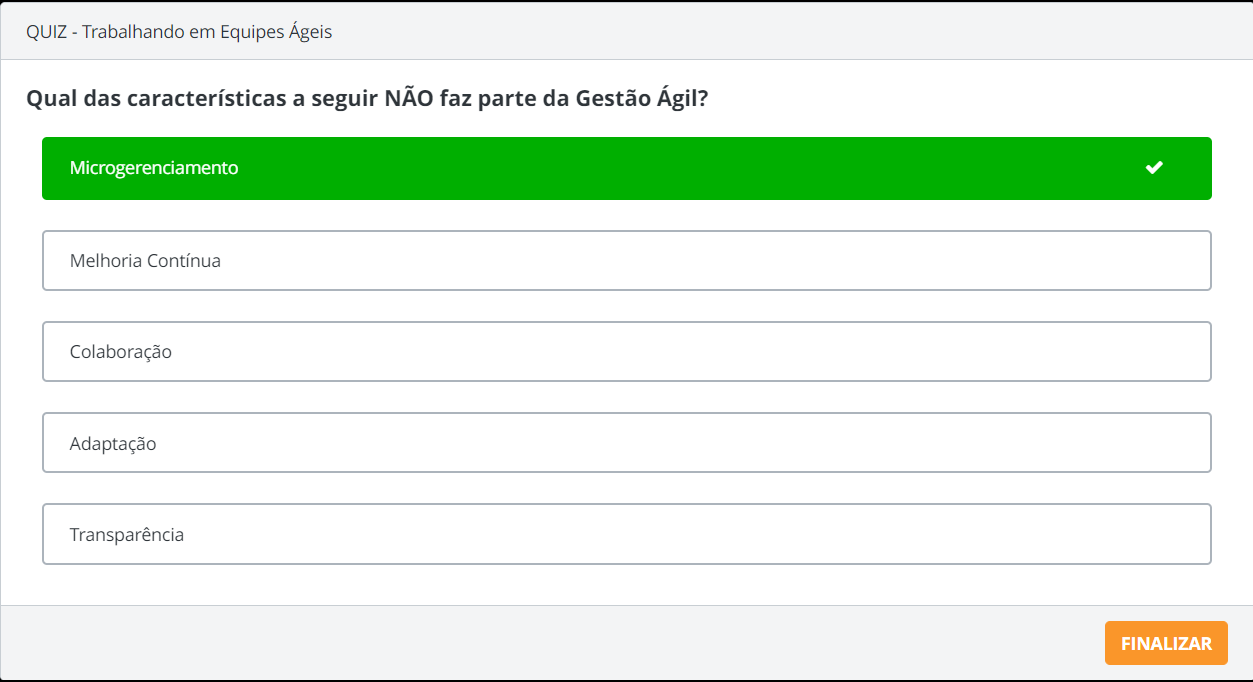 QUIZ - Trabalhando em Equipes Ágeis
Qual das características a seguir NÃO faz parte da Gestão Ágil?
Microgerenciamento
Melhoria Contínua
Colaboração
Adaptação
Transparência
FINALIZAR